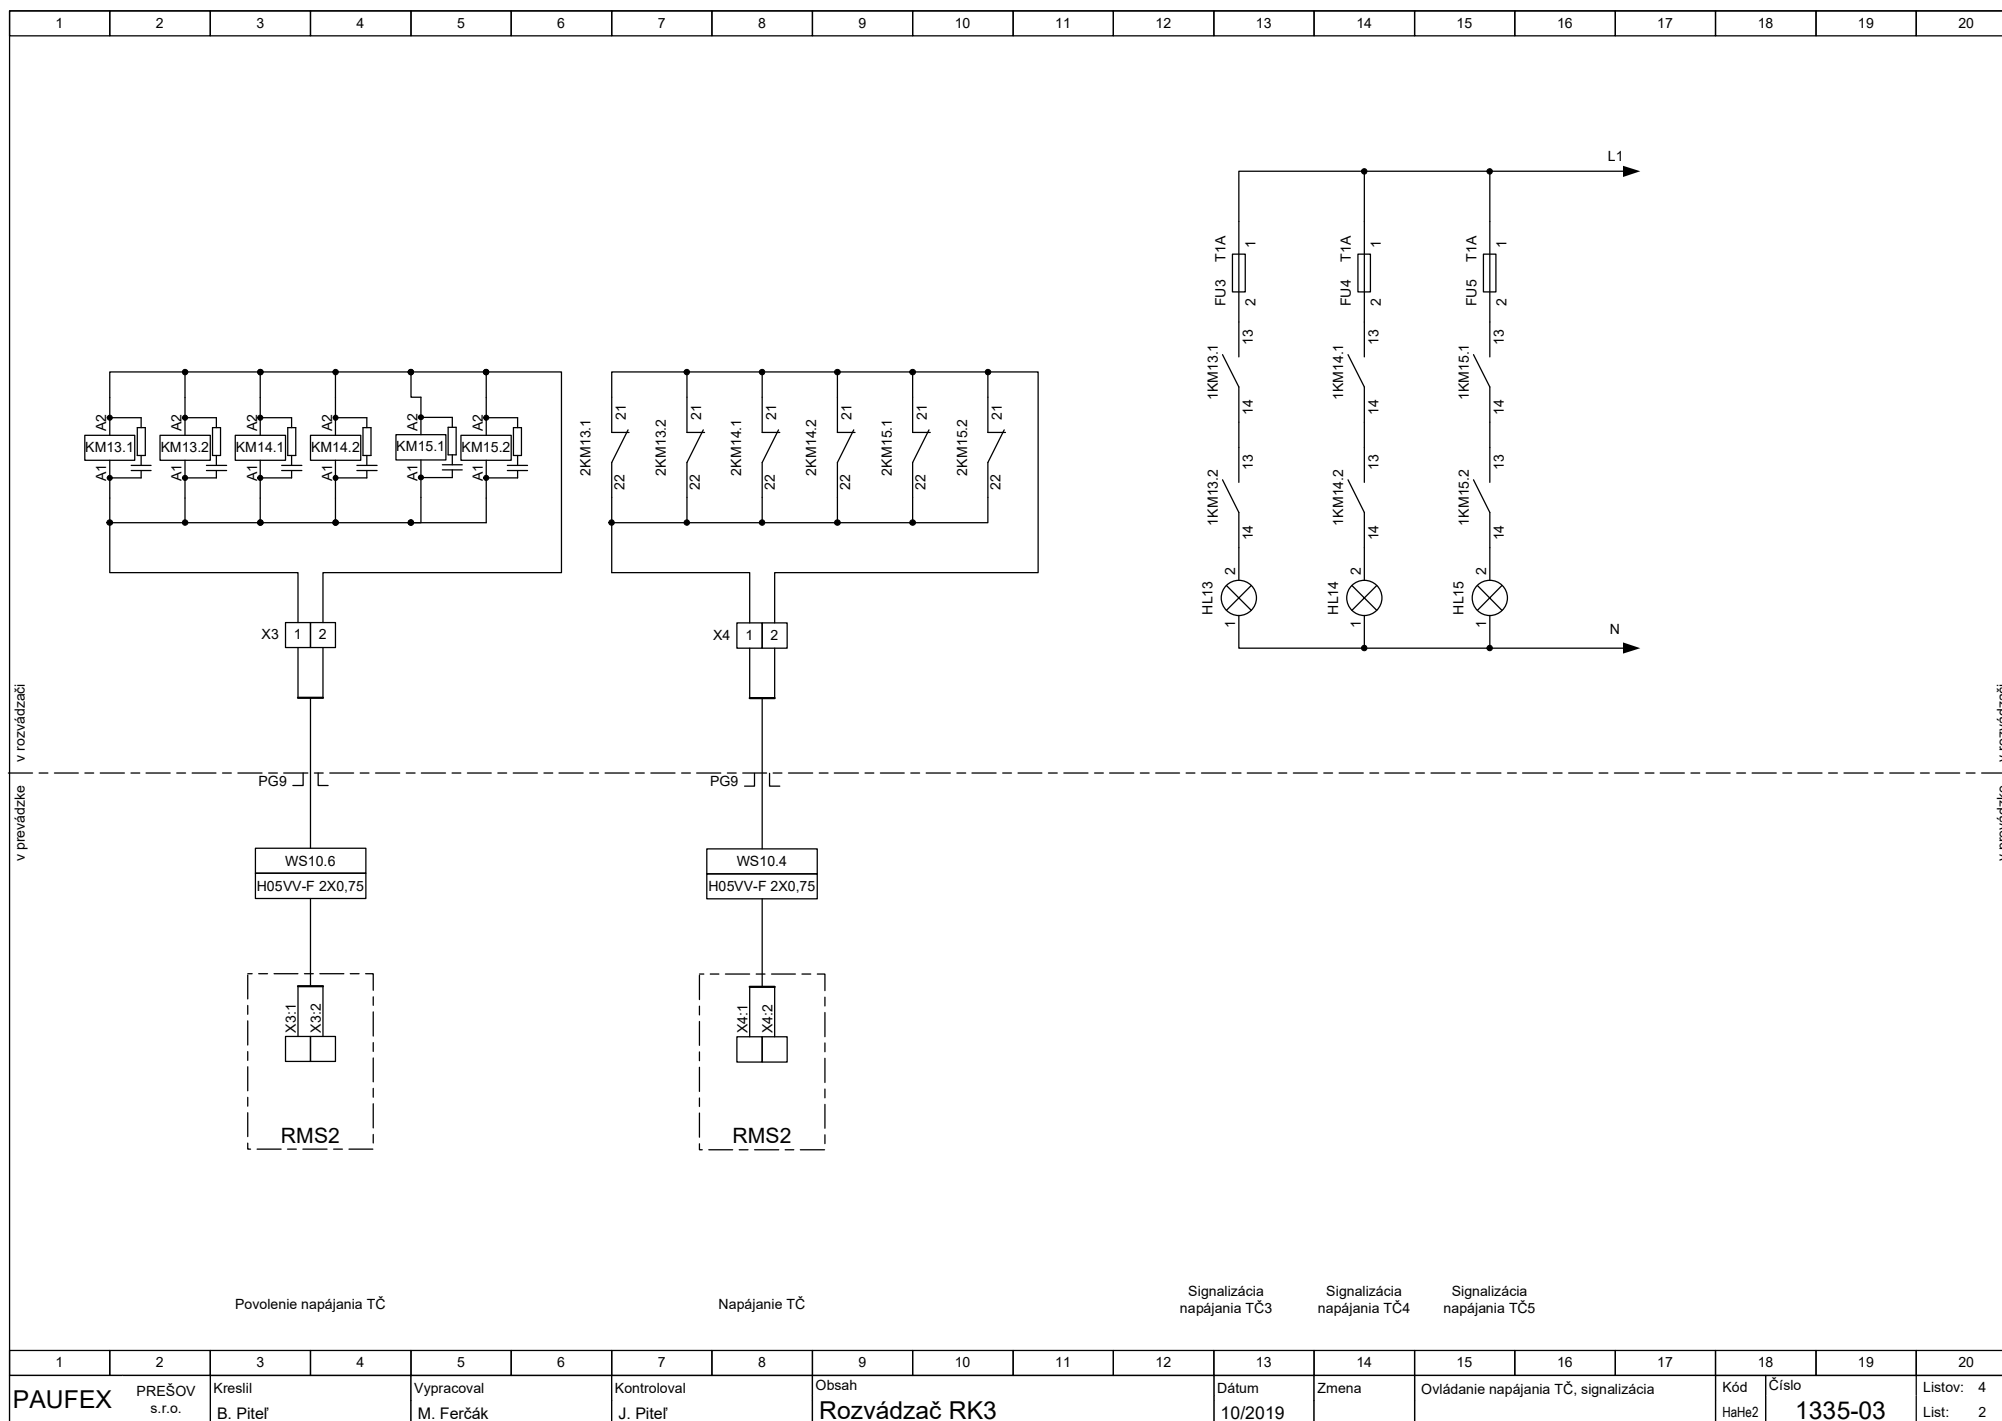 1 2 3 4 5 6 7 8 9 10 11 12 13 14 15 16 17 18 19 20
L1
T1A 1 T1A 1 T1A 1
FU3 2 FU4 2 FU5 2
13 13 13
1KM13.1 1KM14.1 1KM15.1
14 14 14
A2 A2 A2 A2 A2 A2
KM13.1 KM13.2 KM14.1 KM14.2 KM15.1 KM15.2
A1 A1 A1 A1 A1 A1
21 21 21 21 21 21
2KM13.1 2KM13.2 2KM14.1 2KM14.2 2KM15.1 2KM15.2
22 22 22 22 22 22
13 13 13
1KM13.2 1KM14.2 1KM15.2
14 14 14
2 2 2
HL13 HL14 HL15
1 1 1
N
X3 1 2
X4 1 2
v rozvádzači
v rozvádzači
PG9 PG9
v prevádzke
v prevádzke
WS10.6
H05VV-F 2X0,75
WS10.4
H05VV-F 2X0,75
X3:1 X3:2
RMS2
X4:1 X4:2
RMS2
Povolenie napájania TČ
Napájanie TČ
Signalizácia
napájania TČ3
Signalizácia
napájania TČ4
Signalizácia
napájania TČ5
1 2 3 4 5 6 7 8 9 10 11 12 13 14 15 16 17 18 19 20
PAUFEX
PREŠOV
s.r.o.
Kreslil
B. Piteľ
Vypracoval
M. Ferčák
Kontroloval
J. Piteľ
Obsah
Rozvádzač RK3
Dátum
10/2019
Zmena
Ovládanie napájania TČ, signalizácia
Kód
HaHe2
Číslo
1335-03
Listov: 4
List: 2